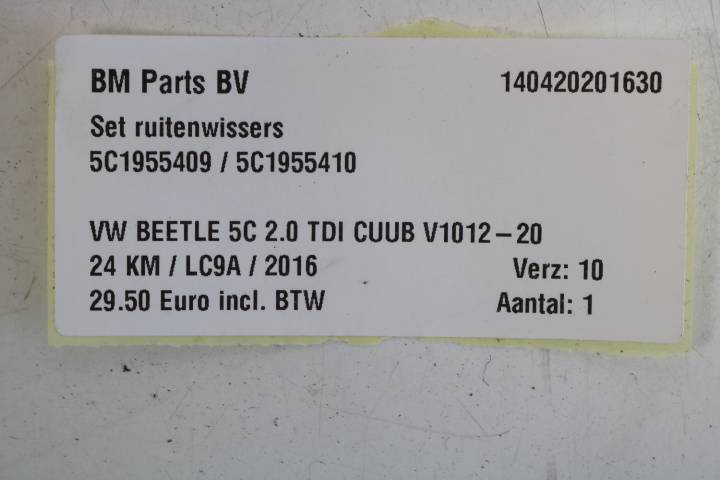 BM Parts BV 140420201630
Set ruitenwissers
5C1955409 / 5C1955410
VW BEETLE 5C 2.0 TDI CUUB V1012-20
24 KM / LC9A / 2016 Verz: 10
29.50 Euro incl. BTW Aantal: 1